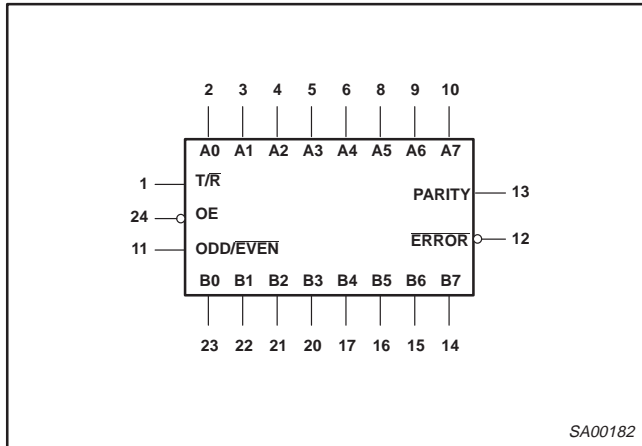 2 3 4 5 6 8 9 10
A0 A1 A2 A3 A4 A5 A6 A7
1 T/R̅
PARITY 13
24 OE
E̅R̅R̅O̅R̅ 12
11 ODD/E̅V̅E̅N̅
B0 B1 B2 B3 B4 B5 B6 B7
23 22 21 20 17 16 15 14
SA00182